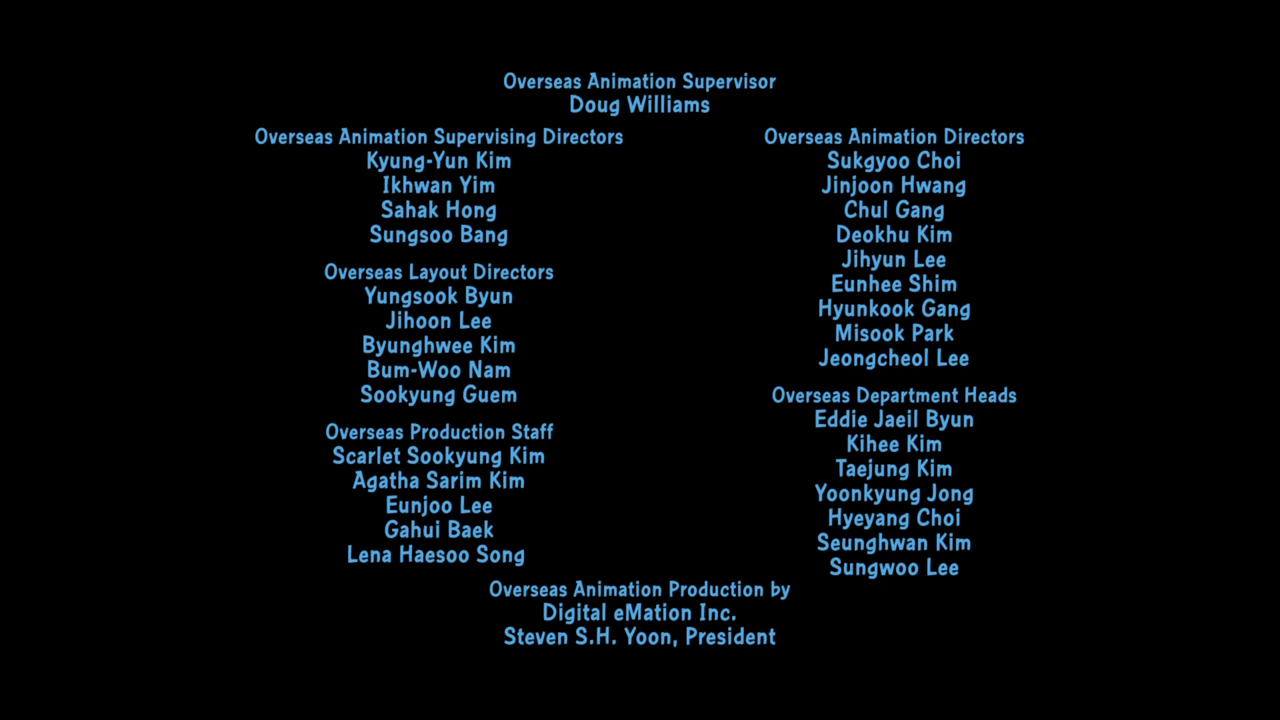 Overseas Animation Supervisor
Doug Williams
Overseas Animation Supervising Directors
Kyung-Yun Kim
Ikhwan Yim
Sahak Hong
Sungsoo Bang
Overseas Layout Directors
Yungsook Byun
Jihoon Lee
Byunghwee Kim
Bum-Woo Nam
Sookyung Guem
Overseas Production Staff
Scarlet Sookyung Kim
Agatha Sarim Kim
Eunjoo Lee
Gahui Baek
Lena Haesoo Song
Overseas Animation Directors
Sukgyoo Choi
Jinjoon Hwang
Chul Gang
Deokhu Kim
Jihyun Lee
Eunhee Shim
Hyunkook Gang
Misook Park
Jeongcheol Lee
Overseas Department Heads
Eddie Jaeil Byun
Kihee Kim
Taejung Kim
Yoonkyung Jong
Hyeyang Choi
Seunghwan Kim
Sungwoo Lee
Overseas Animation Production by
Digital eMation Inc.
Steven S.H. Yoon, President